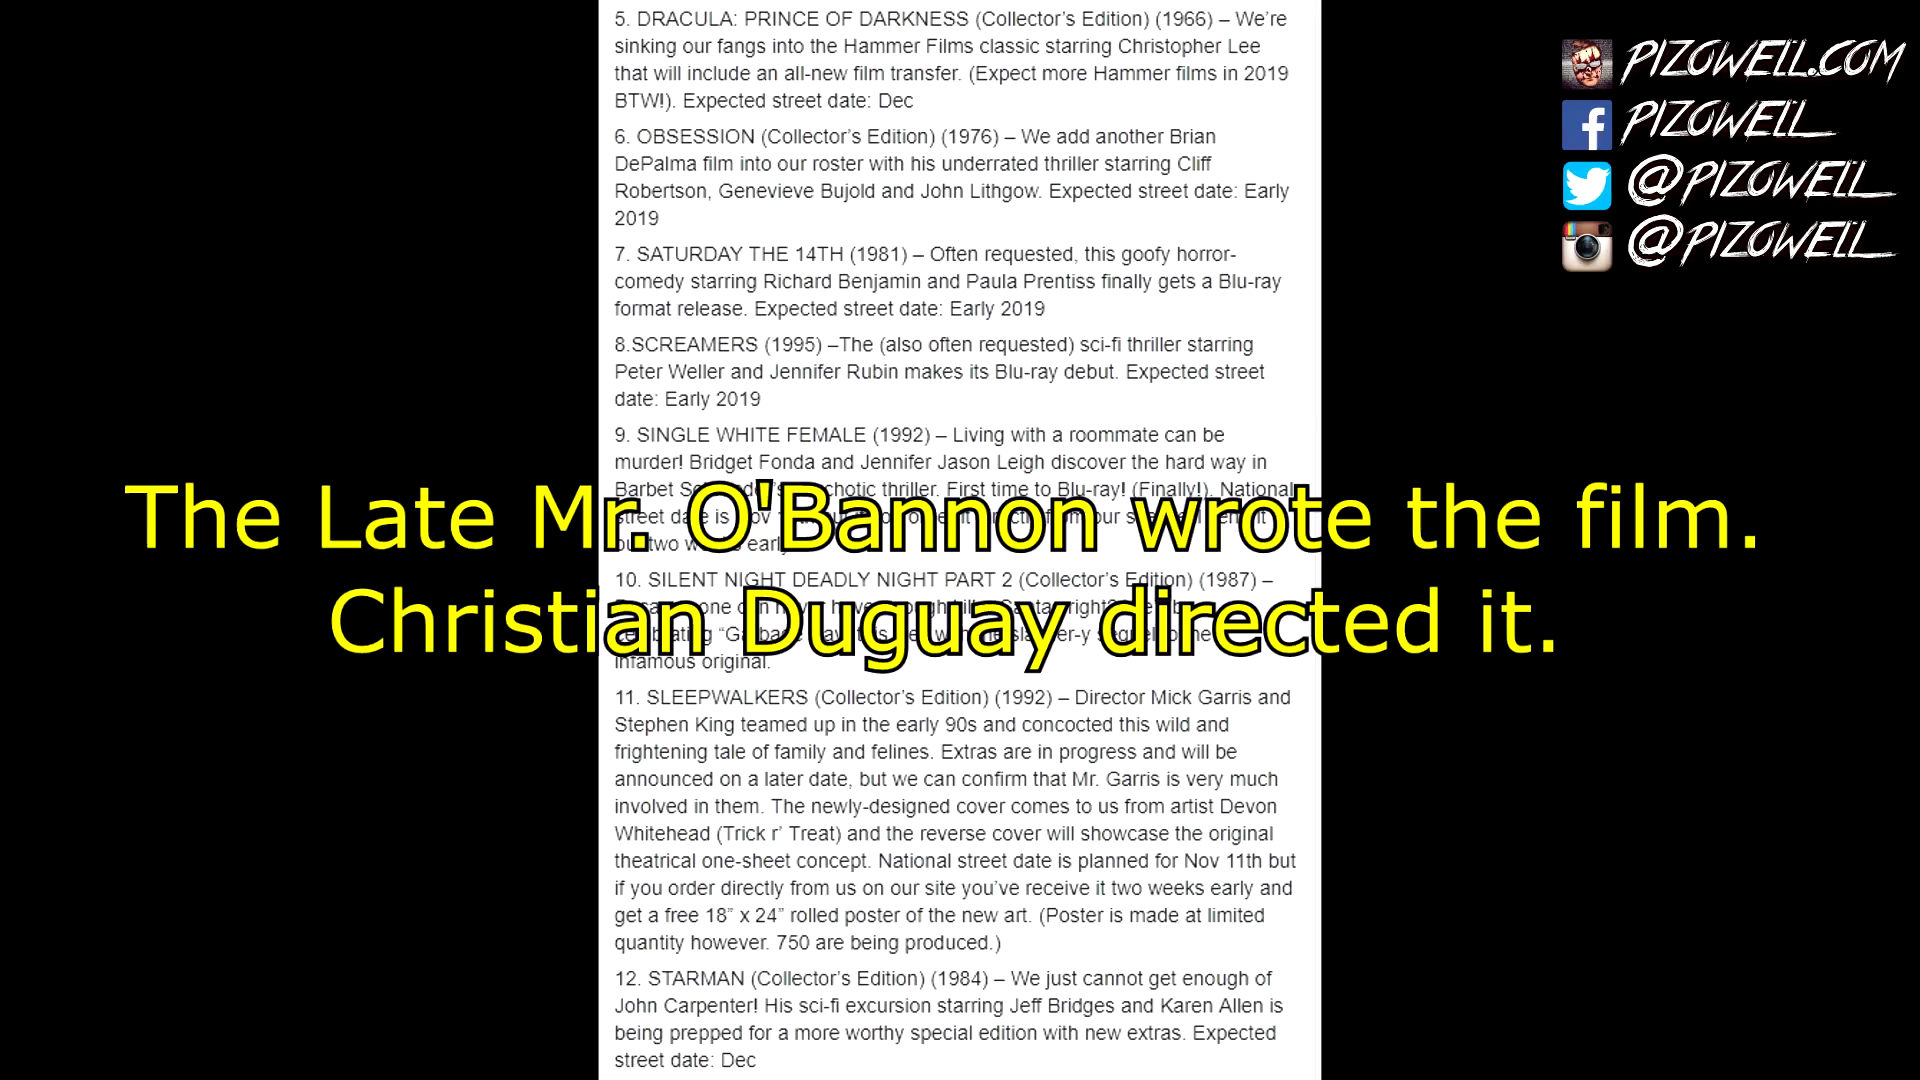 5. DRACULA: PRINCE OF DARKNESS (Collector’s Edition) (1966) – We’re
sinking our fangs into the Hammer Films classic starring Christopher Lee
that will include an all-new film transfer. (Expect more Hammer films in 2019
BTW!). Expected street date: Dec
6. OBSESSION (Collector’s Edition) (1976) – We add another Brian
DePalma film into our roster with his underrated thriller starring Cliff
Robertson, Genevieve Bujold and John Lithgow. Expected street date: Early
2019
7. SATURDAY THE 14TH (1981) – Often requested, this goofy horror-
comedy starring Richard Benjamin and Paula Prentiss finally gets a Blu-ray
format release. Expected street date: Early 2019
8.SCREAMERS (1995) –The (also often requested) sci-fi thriller starring
Peter Weller and Jennifer Rubin makes its Blu-ray debut. Expected street
date: Early 2019
9. SINGLE WHITE FEMALE (1992) – Living with a roommate can be
murder! Bridget Fonda and Jennifer Jason Leigh discover the hard way in
Barbet thriller. First time to Blu-ray! (Finally!). National
street date is
two early
10. SILENT NIGHT DEADLY NIGHT PART 2 (Collector’s Edition) (1987) –
infamous original.
11. SLEEPWALKERS (Collector’s Edition) (1992) – Director Mick Garris and
Stephen King teamed up in the early 90s and concocted this wild and
frightening tale of family and felines. Extras are in progress and will be
announced on a later date, but we can confirm that Mr. Garris is very much
involved in them. The newly-designed cover comes to us from artist Devon
Whitehead (Trick r’ Treat) and the reverse cover will showcase the original
theatrical one-sheet concept. National street date is planned for Nov 11th but
if you order directly from us on our site you’ve receive it two weeks early and
get a free 18” x 24” rolled poster of the new art. (Poster is made at limited
quantity however. 750 are being produced.)
12. STARMAN (Collector’s Edition) (1984) – We just cannot get enough of
John Carpenter! His sci-fi excursion starring Jeff Bridges and Karen Allen is
being prepped for a more worthy special edition with new extras. Expected
street date: Dec
The Late Mr. O'Bannon wrote the film.
Christian Duguay directed it.
PIZOWELL.COM
PIZOWELL
@PIZOWELL
@PIZOWELL